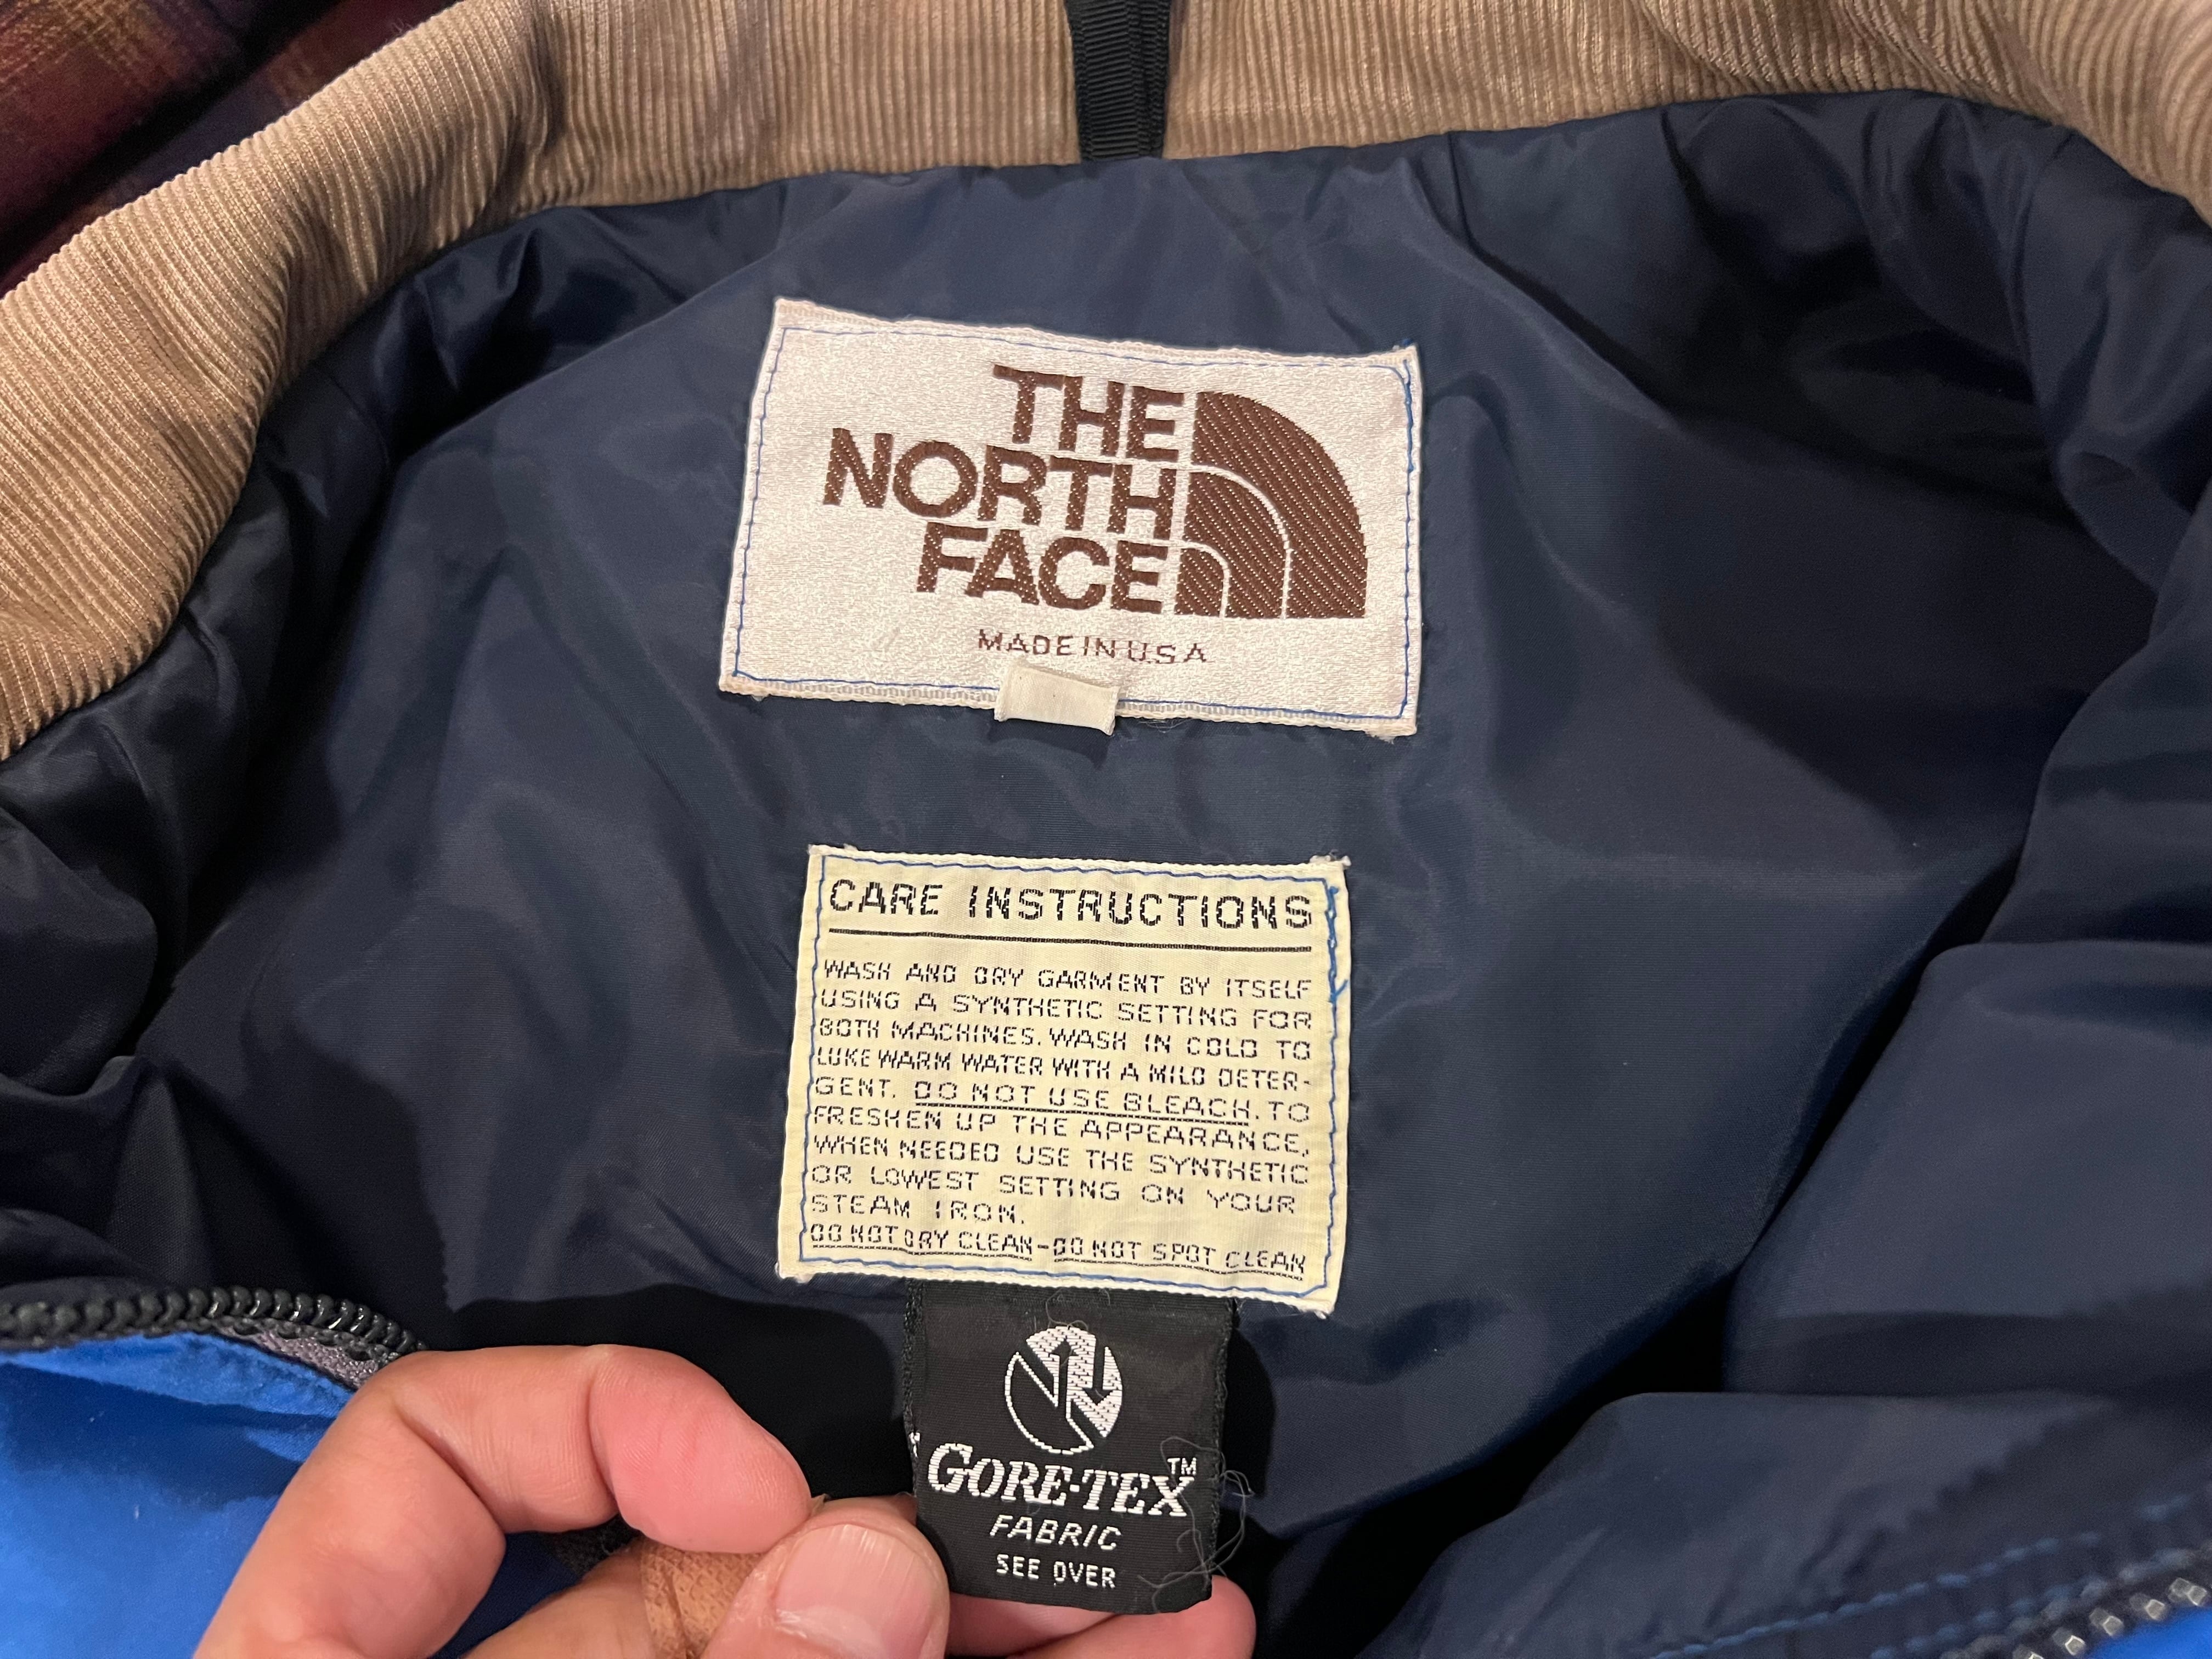 THE
NORTH
FACE
MADE IN U.S.A
CARE INSTRUCTIONS
WASH AND DRY GARMENT BY ITSELF
USING A SYNTHETIC SETTING FOR
BOTH MACHINES. WASH IN COLD TO
LUKEWARM WATER WITH A MILD DETER-
GENT. DO NOT USE BLEACH. TO
FRESHEN UP THE APPEARANCE,
WHEN NEEDED USE THE SYNTHETIC
OR LOWEST SETTING ON YOUR
STEAM IRON.
DO NOT DRY CLEAN-DO NOT SPOT CLEAN
GORE-TEX™
FABRIC
SEE OVER